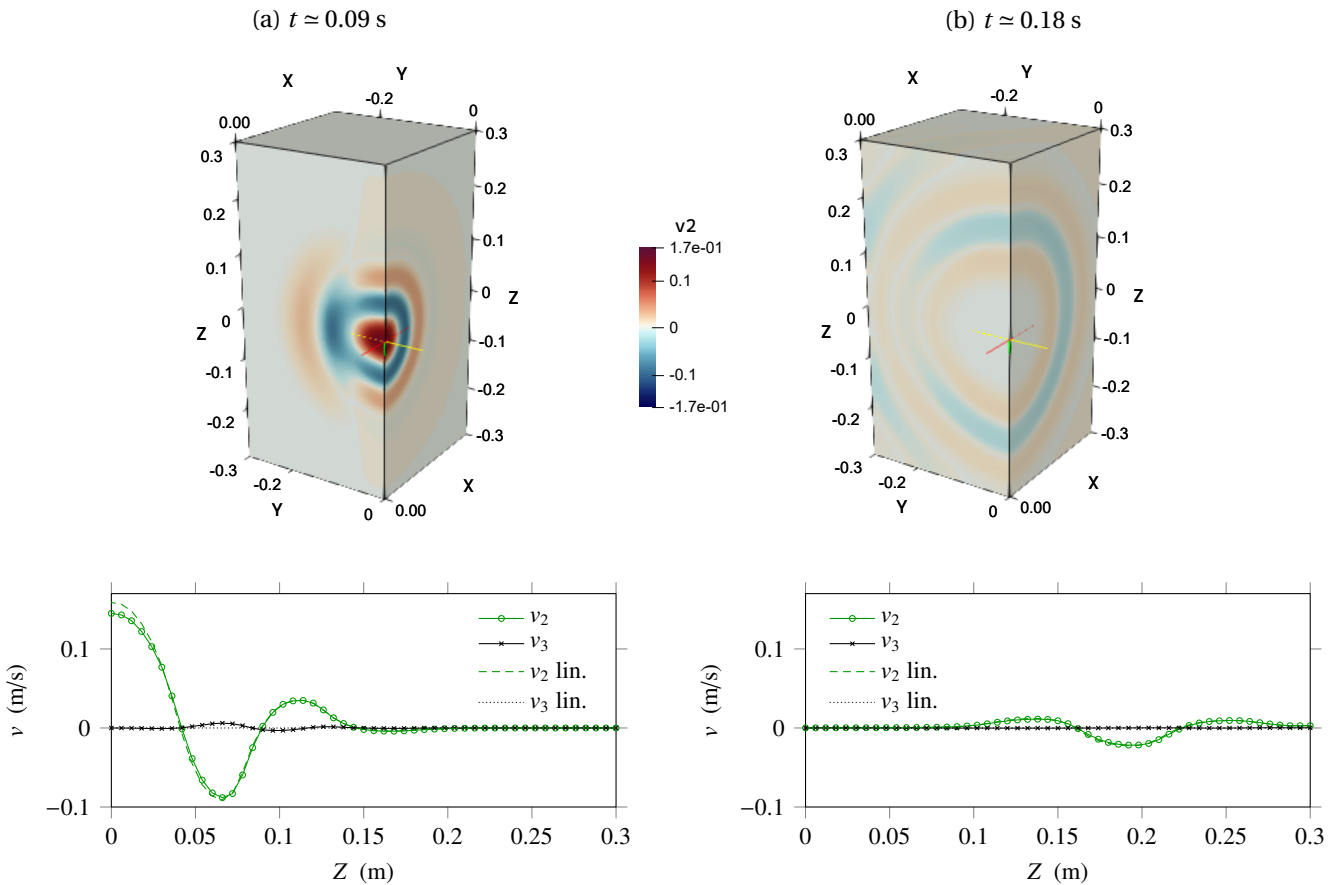 (a) t ≃ 0.09 s
(b) t ≃ 0.18 s
X
Y
-0.2
0
0.00
0.3
0.3
0.2
0.2
0.1
0.1
0
Z
0
Z
-0.1
-0.1
-0.2
-0.2
-0.3
-0.3
-0.2
X
Y
0
0.00
v2
1.7e-01
0.1
0
-0.1
-1.7e-01
X
Y
-0.2
0
0.00
0.3
0.3
0.2
0.2
0.1
0.1
0
Z
0
Z
-0.1
-0.1
-0.2
-0.2
-0.3
-0.3
-0.2
X
Y
0
0.00
v2
v3
v2 lin.
v3 lin.
0.1
0
−0.1
v (m/s)
0
0.05
0.1
0.15
0.2
0.25
0.3
Z (m)
v2
v3
v2 lin.
v3 lin.
0.1
0
−0.1
v (m/s)
0
0.05
0.1
0.15
0.2
0.25
0.3
Z (m)